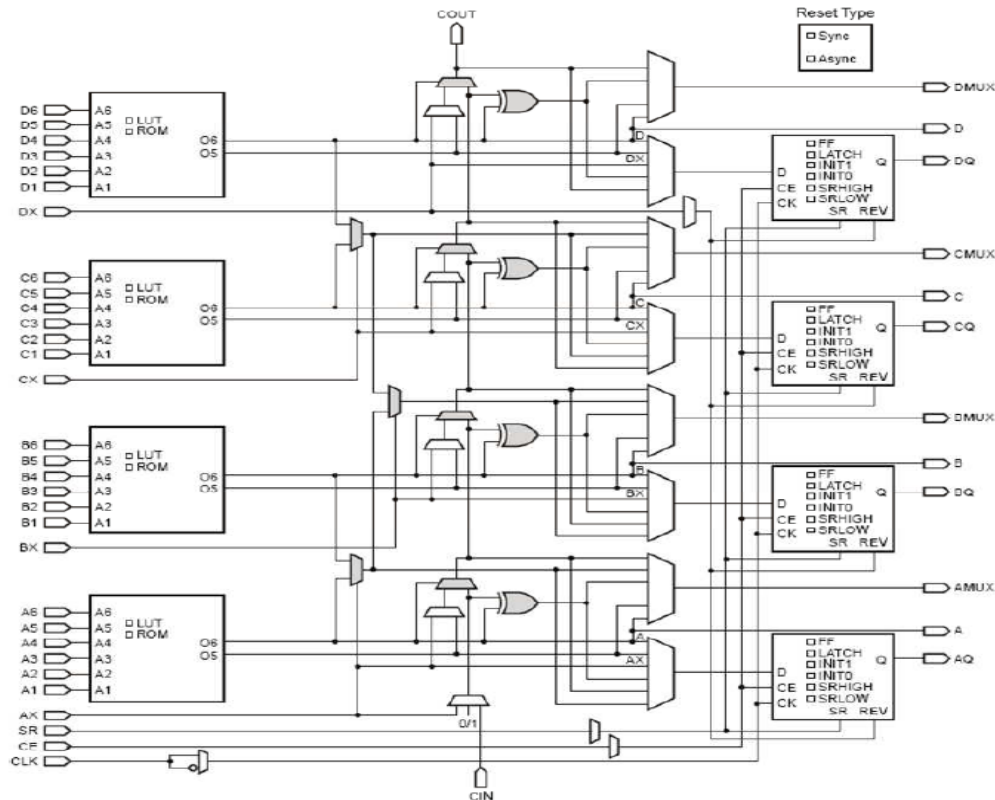 COUT
Reset Type
Sync
Async
DMUX
D6 A6
D5 A5
D4 A4
D3 A3
D2 A2
D1 A1
LUT
ROM
O6
O5
D
DX
D
DX
D
CE
CK
FF
LATCH
INIT1
INIT0
SRHIGH
SRLOW
SR REV
Q
DQ
CMUX
C6 A6
C5 A5
C4 A4
C3 A3
C2 A2
C1 A1
LUT
ROM
O6
O5
C
CX
C
CX
D
CE
CK
FF
LATCH
INIT1
INIT0
SRHIGH
SRLOW
SR REV
Q
CQ
BMUX
B6 A6
B5 A5
B4 A4
B3 A3
B2 A2
B1 A1
LUT
ROM
O6
O5
B
BX
B
BX
D
CE
CK
FF
LATCH
INIT1
INIT0
SRHIGH
SRLOW
SR REV
Q
BQ
AMUX
A6 A6
A5 A5
A4 A4
A3 A3
A2 A2
A1 A1
LUT
ROM
O6
O5
A
AX
A
AX
D
CE
CK
FF
LATCH
INIT1
INIT0
SRHIGH
SRLOW
SR REV
Q
AQ
0/1
SR
CE
CLK
CIN